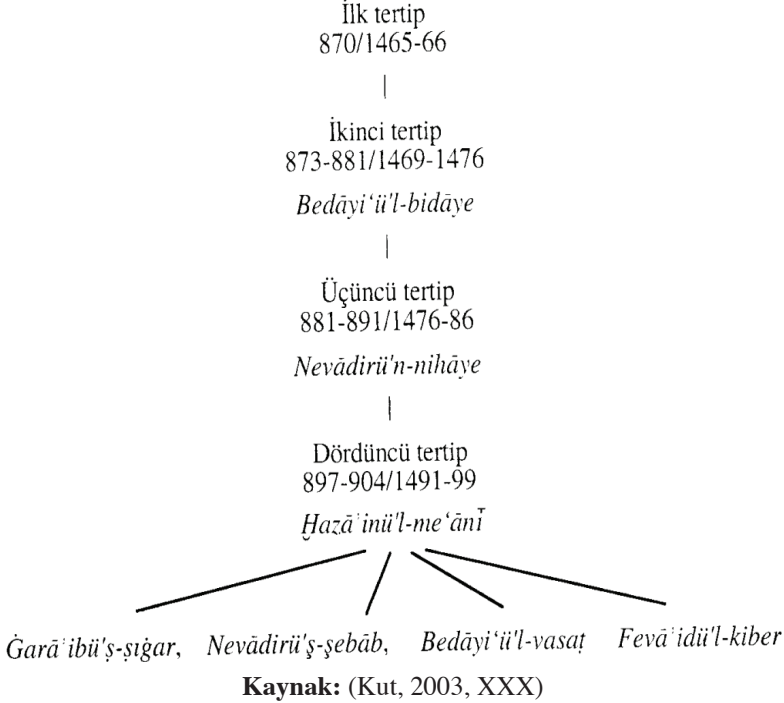 İlk tertip
870/1465-66
İkinci tertip
873-881/1469-1476
Bedāyi‘ü'l-bidāye
Üçüncü tertip
881-891/1476-86
Nevādirü'n-nihāye
Dördüncü tertip
897-904/1491-99
Ḫazā᾿inü'l-me‘ānī
Ġarā᾿ibü'ṣ-ṣıġar, Nevādirü'ş-şebāb, Bedāyi‘ü'l-vasaṭ Fevā᾿idü'l-kiber
Kaynak: (Kut, 2003, XXX)